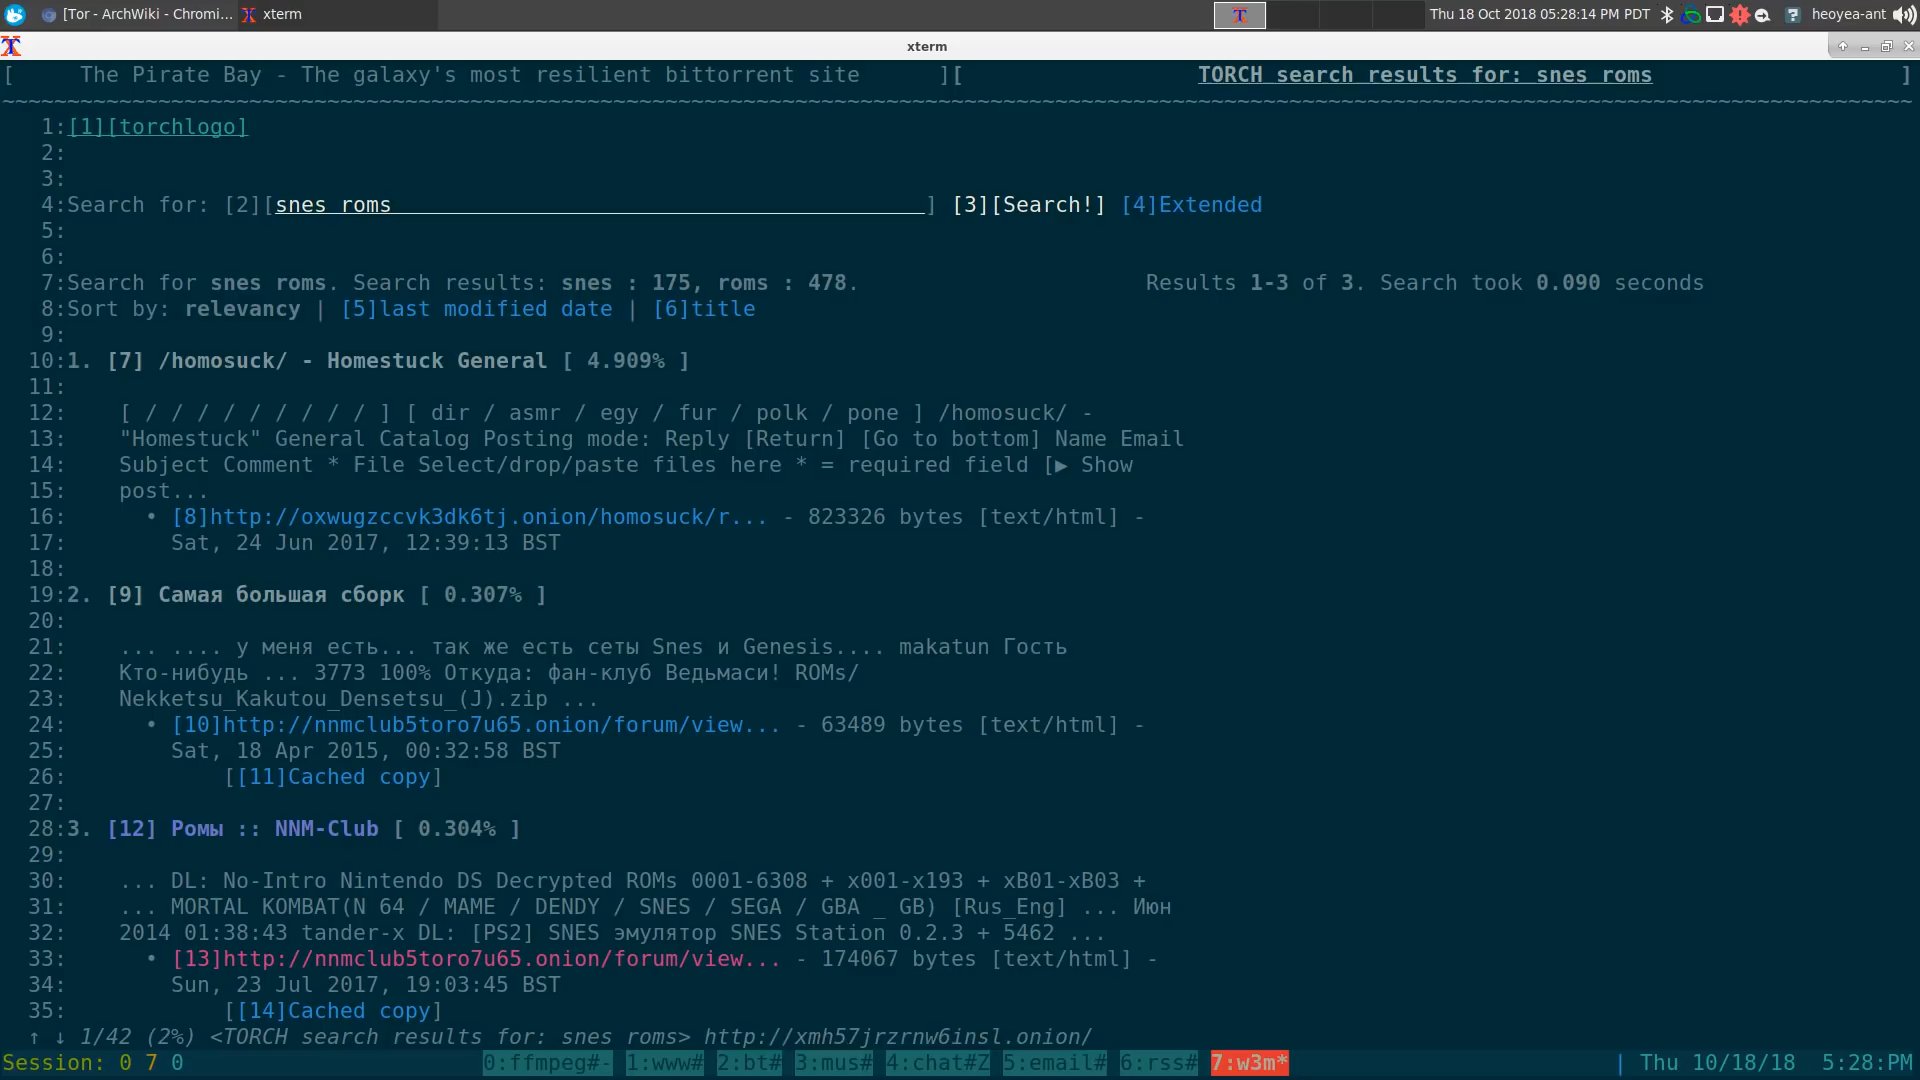 [Tor - ArchWiki - Chromi... xterm Thu 18 Oct 2018 05:28:14 PM PDT heoyea-ant
xterm
[ The Pirate Bay - The galaxy's most resilient bittorrent site ][ TORCH search results for: snes roms ]
~~~~~~~~~~~~~~~~~~~~~~~~~~~~~~~~~~~~~~~~~~~~~~~~~~~~~~~~~~~~~~~~~~~~~~~~~~~~~~~~~~~~~~~~~~~~~~~~~~~~~~~~~~~~~~~~~~~~~~~~~~~~~~~~~~~~~~~~~~~~~~~~~~~
1:[1][torchlogo]
2:
3:
4:Search for: [2][snes roms ] [3][Search!] [4]Extended
5:
6:
7:Search for snes roms. Search results: snes : 175, roms : 478. Results 1-3 of 3. Search took 0.090 seconds
8:Sort by: relevancy | [5]last modified date | [6]title
9:
10:1. [7] /homosuck/ - Homestuck General [ 4.909% ]
11:
12: [ / / / / / / / / / ] [ dir / asmr / egy / fur / polk / pone ] /homosuck/ -
13: "Homestuck" General Catalog Posting mode: Reply [Return] [Go to bottom] Name Email
14: Subject Comment * File Select/drop/paste files here * = required field [▶ Show
15: post...
16: • [8]http://oxwugzccvk3dk6tj.onion/homosuck/r... - 823326 bytes [text/html] -
17: Sat, 24 Jun 2017, 12:39:13 BST
18:
19:2. [9] Самая большая сборк [ 0.307% ]
20:
21: ... .... у меня есть... так же есть сеты Snes и Genesis.... makatun Гость
22: Кто-нибудь ... 3773 100% Откуда: фан-клуб Ведьмаси! ROMs/
23: Nekketsu_Kakutou_Densetsu_(J).zip ...
24: • [10]http://nnmclub5toro7u65.onion/forum/view... - 63489 bytes [text/html] -
25: Sat, 18 Apr 2015, 00:32:58 BST
26: [[11]Cached copy]
27:
28:3. [12] Ромы :: NNM-Club [ 0.304% ]
29:
30: ... DL: No-Intro Nintendo DS Decrypted ROMs 0001-6308 + x001-x193 + xB01-xB03 +
31: ... MORTAL KOMBAT(N 64 / MAME / DENDY / SNES / SEGA / GBA _ GB) [Rus_Eng] ... Июн
32: 2014 01:38:43 tander-x DL: [PS2] SNES эмулятор SNES Station 0.2.3 + 5462 ...
33: • [13]http://nnmclub5toro7u65.onion/forum/view... - 174067 bytes [text/html] -
34: Sun, 23 Jul 2017, 19:03:45 BST
35: [[14]Cached copy]
↑ ↓ 1/42 (2%) <TORCH search results for: snes roms> http://xmh57jrzrnw6insl.onion/
Session: 0 7 0 0:ffmpeg#- 1:www# 2:bt# 3:mus# 4:chat#Z 5:email# 6:rss# 7:w3m* | Thu 10/18/18 5:28:PM